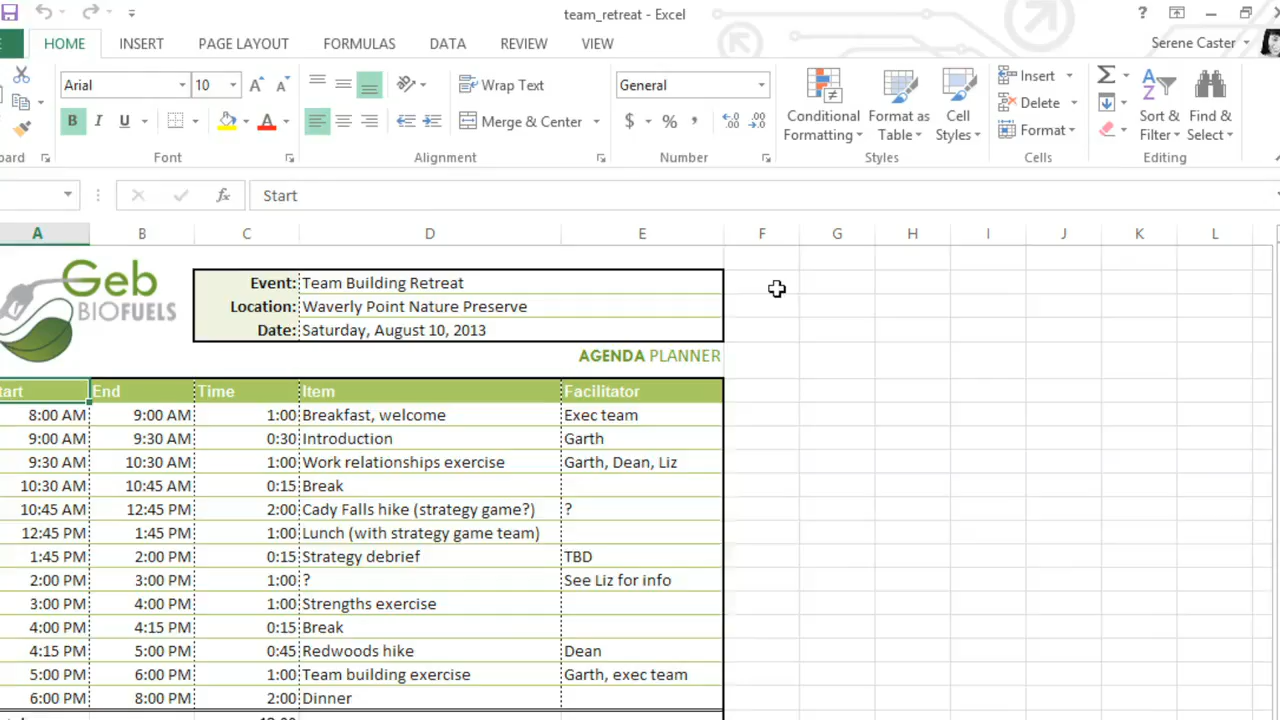 team_retreat - Excel
?
E HOME INSERT PAGE LAYOUT FORMULAS DATA REVIEW VIEW Serene Caster
Arial 10 A A Wrap Text General Conditional Formatting Format as Table Cell Styles Insert Delete Format Sort & Filter Find & Select
B I U A Merge & Center $ % ,
oard Font Alignment Number Styles Cells Editing
fx Start
A B C D E F G H I J K L
Geb
BIOFUELS
Event: Team Building Retreat
Location: Waverly Point Nature Preserve
Date: Saturday, August 10, 2013
AGENDA PLANNER
tart End Time Item Facilitator
8:00 AM 9:00 AM 1:00 Breakfast, welcome Exec team
9:00 AM 9:30 AM 0:30 Introduction Garth
9:30 AM 10:30 AM 1:00 Work relationships exercise Garth, Dean, Liz
10:30 AM 10:45 AM 0:15 Break
10:45 AM 12:45 PM 2:00 Cady Falls hike (strategy game?) ?
12:45 PM 1:45 PM 1:00 Lunch (with strategy game team)
1:45 PM 2:00 PM 0:15 Strategy debrief TBD
2:00 PM 3:00 PM 1:00 ? See Liz for info
3:00 PM 4:00 PM 1:00 Strengths exercise
4:00 PM 4:15 PM 0:15 Break
4:15 PM 5:00 PM 0:45 Redwoods hike Dean
5:00 PM 6:00 PM 1:00 Team building exercise Garth, exec team
6:00 PM 8:00 PM 2:00 Dinner